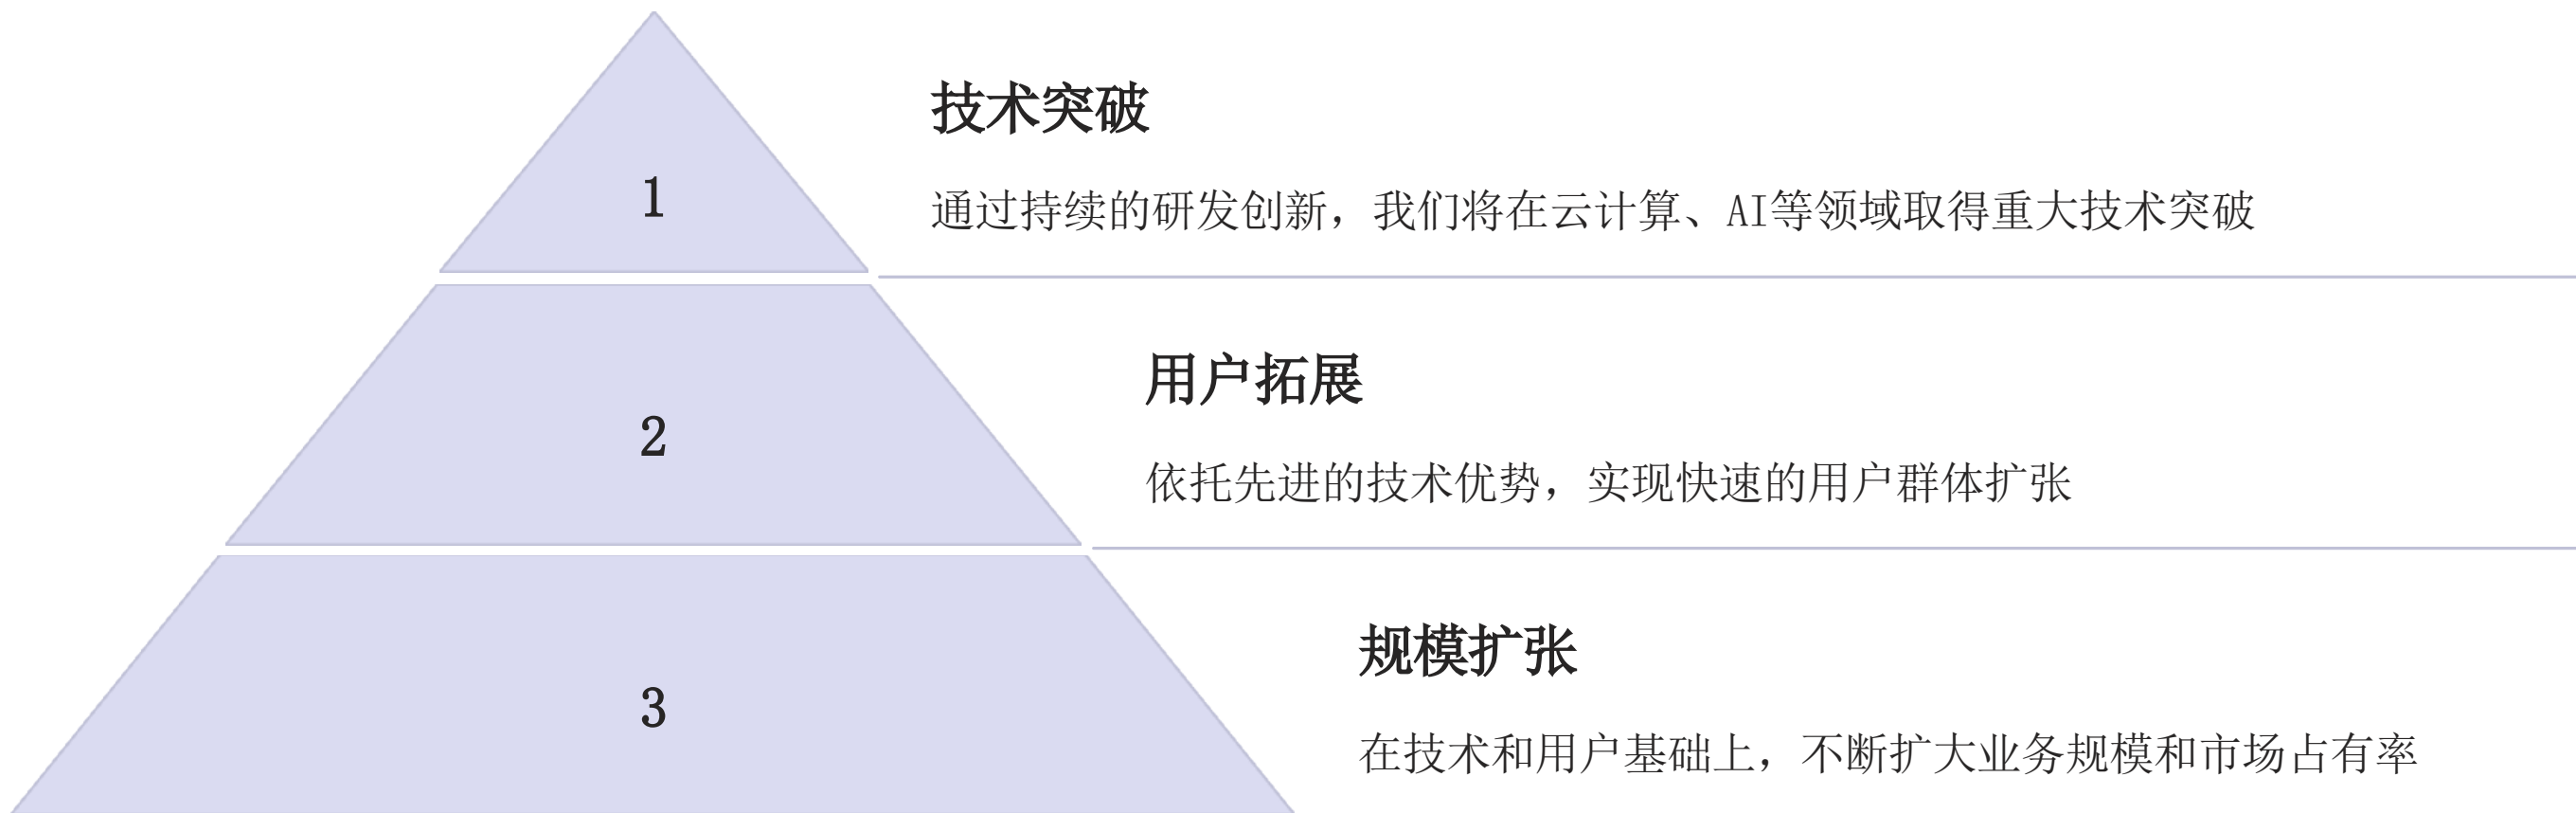 技术突破
1
通过持续的研发创新，我们将在云计算、AI等领域取得重大技术突破
用户拓展
2
依托先进的技术优势，实现快速的用户群体扩张
规模扩张
3
在技术和用户基础上，不断扩大业务规模和市场占有率